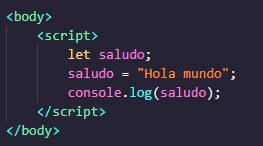 <body>
    <script>
        let saludo;
        saludo = "Hola mundo";
        console.log(saludo);
    </script>
</body>